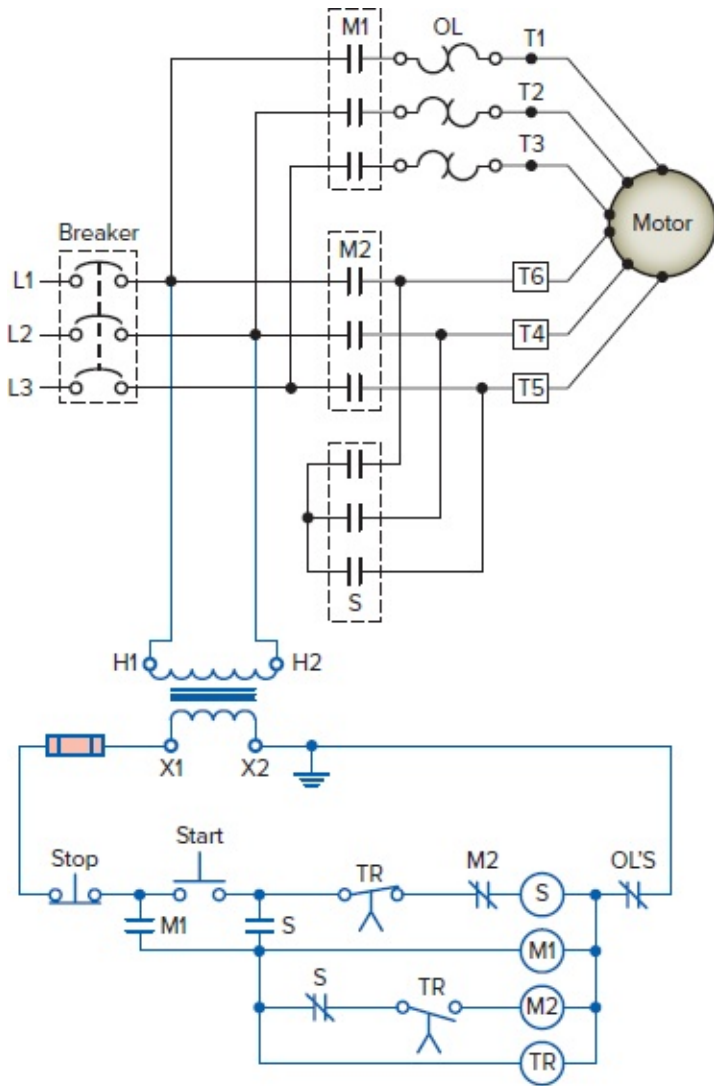 M1 OL T1
T2
T3
Motor
Breaker
M2
L1 T6
L2 T4
L3 T5
S
H1 H2
X1 X2
Stop Start TR M2 S OL'S
M1 S M1
S TR M2
TR